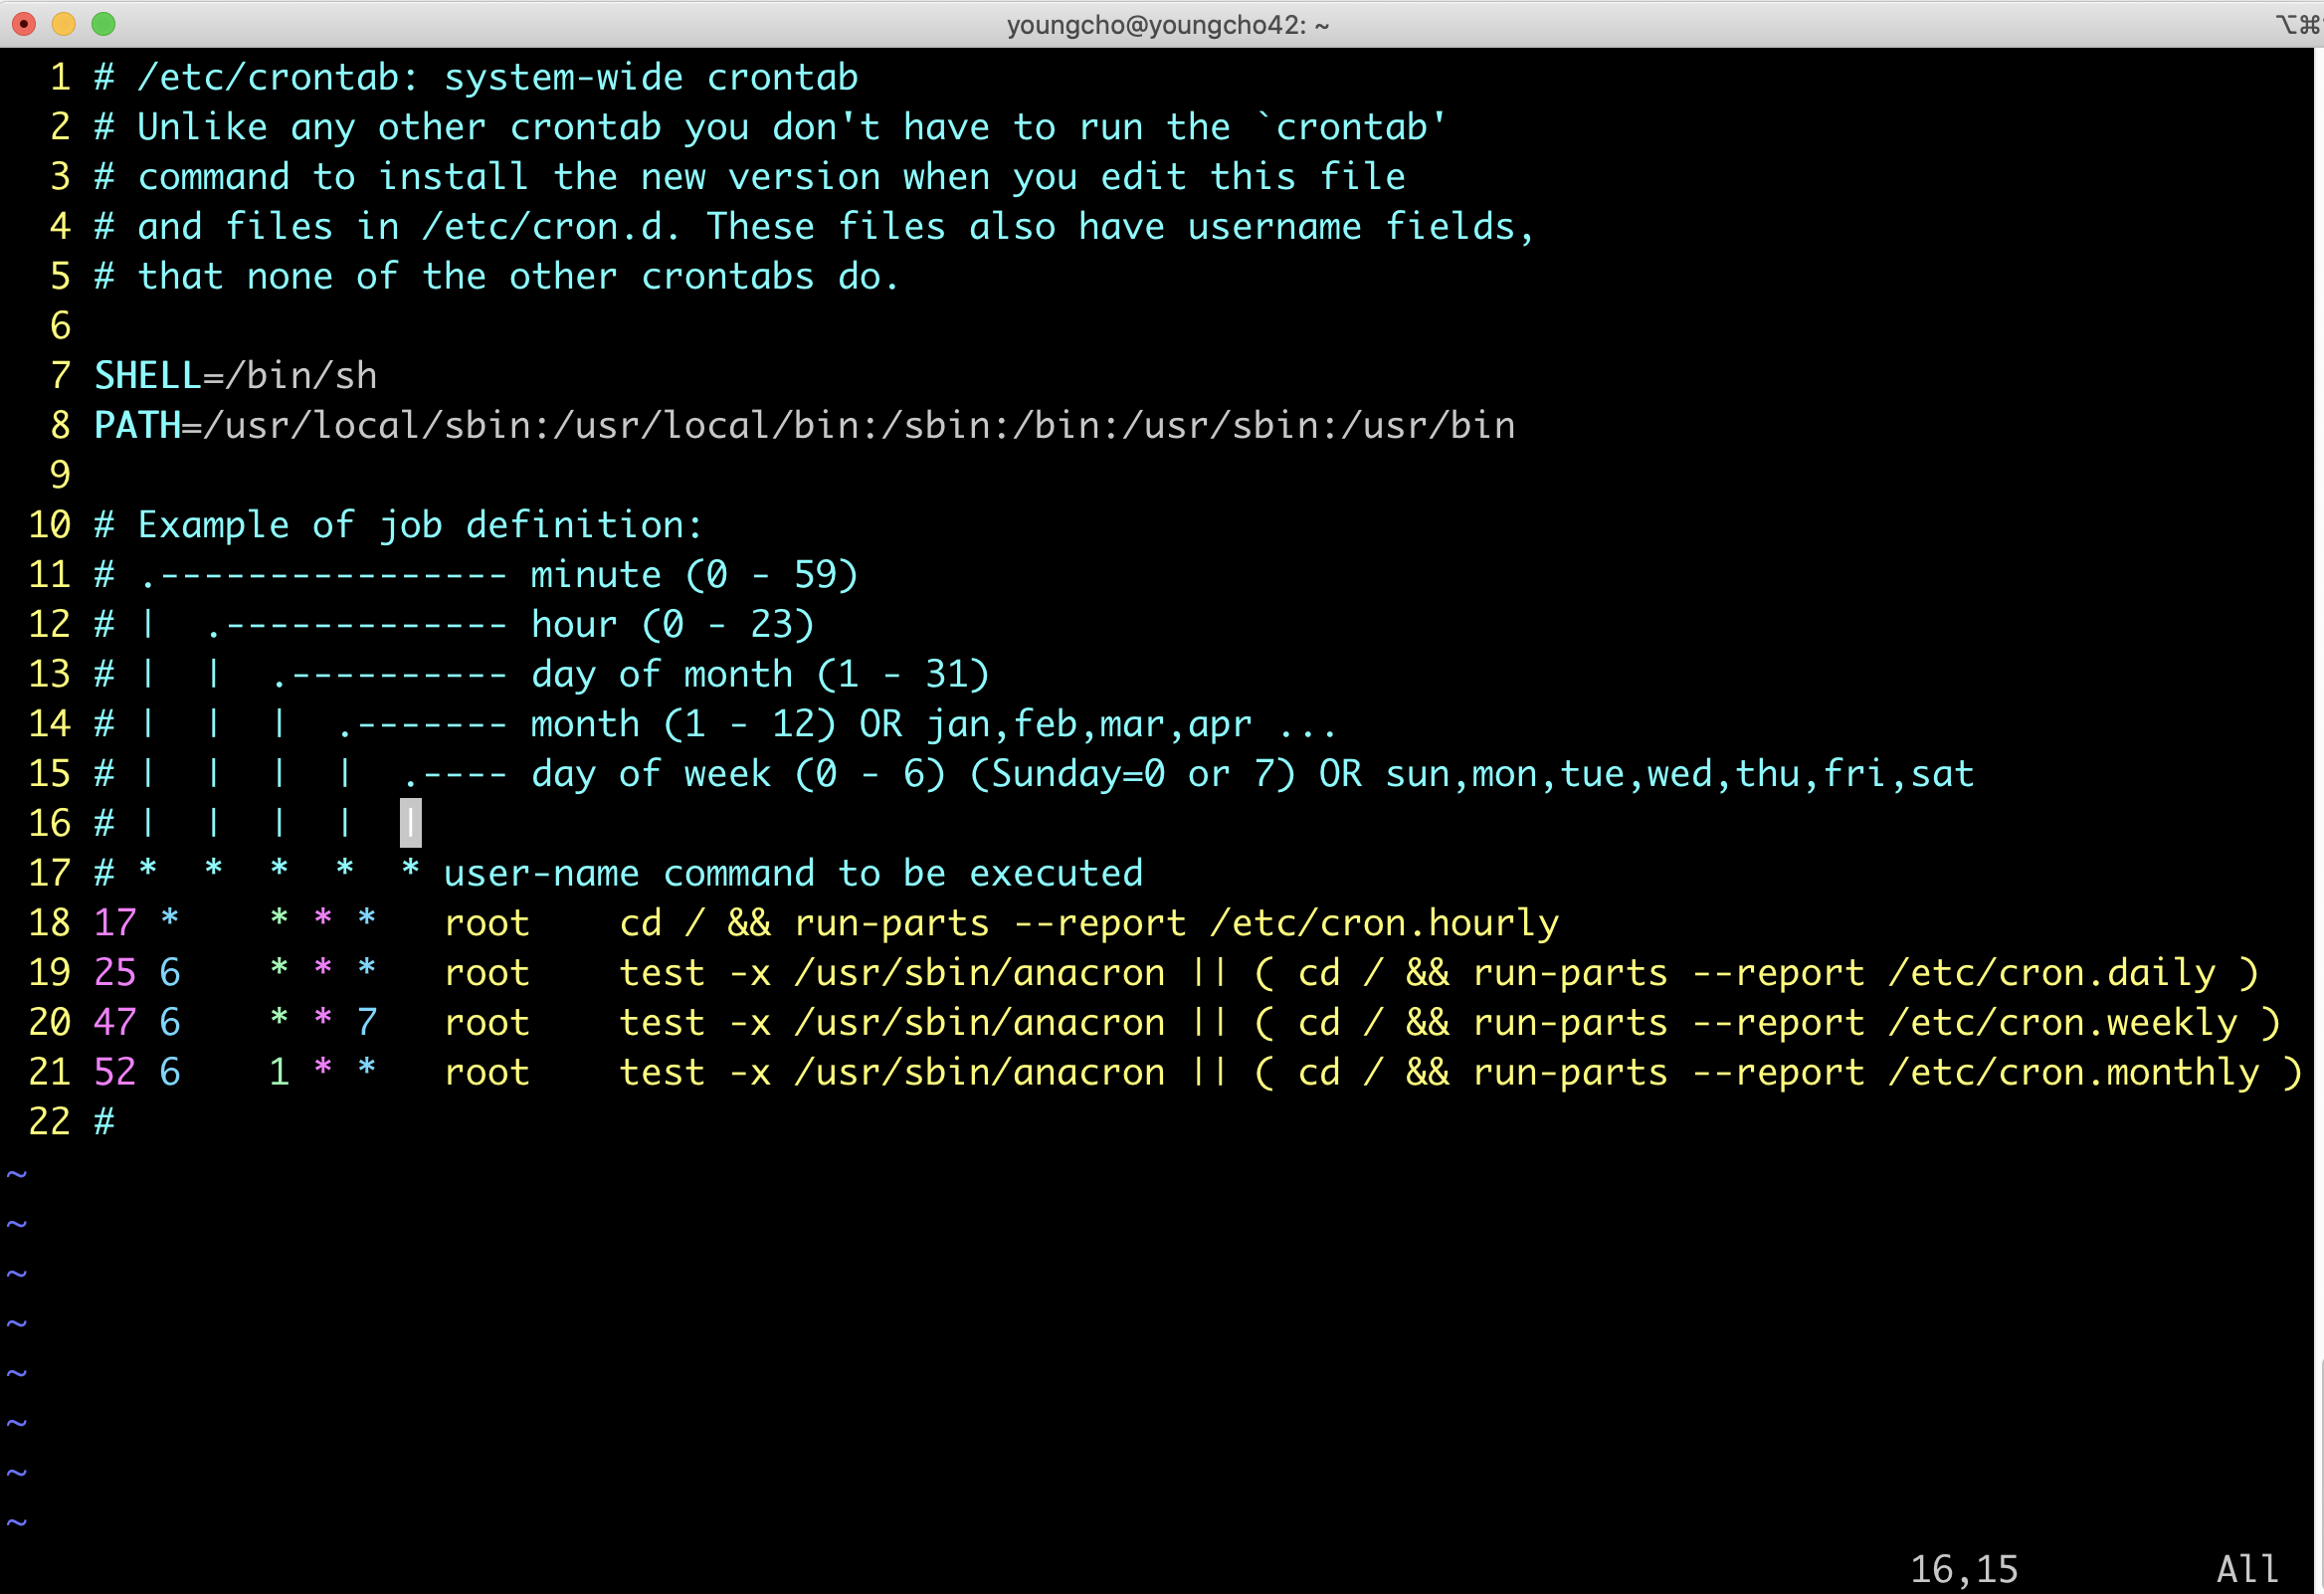 youngcho@youngcho42: ~ ⌥⌘
1 # /etc/crontab: system-wide crontab
2 # Unlike any other crontab you don't have to run the `crontab'
3 # command to install the new version when you edit this file
4 # and files in /etc/cron.d. These files also have username fields,
5 # that none of the other crontabs do.
6
7 SHELL=/bin/sh
8 PATH=/usr/local/sbin:/usr/local/bin:/sbin:/bin:/usr/sbin:/usr/bin
9
10 # Example of job definition:
11 # .---------------- minute (0 - 59)
12 # |  .------------- hour (0 - 23)
13 # |  |  .---------- day of month (1 - 31)
14 # |  |  |  .------- month (1 - 12) OR jan,feb,mar,apr ...
15 # |  |  |  |  .---- day of week (0 - 6) (Sunday=0 or 7) OR sun,mon,tue,wed,thu,fri,sat
16 # |  |  |  |  |
17 # *  *  *  *  * user-name command to be executed
18 17 *    * * *   root    cd / && run-parts --report /etc/cron.hourly
19 25 6    * * *   root    test -x /usr/sbin/anacron || ( cd / && run-parts --report /etc/cron.daily )
20 47 6    * * 7   root    test -x /usr/sbin/anacron || ( cd / && run-parts --report /etc/cron.weekly )
21 52 6    1 * *   root    test -x /usr/sbin/anacron || ( cd / && run-parts --report /etc/cron.monthly )
22 #
~
~
~
~
~
~
~
~
16,15 All